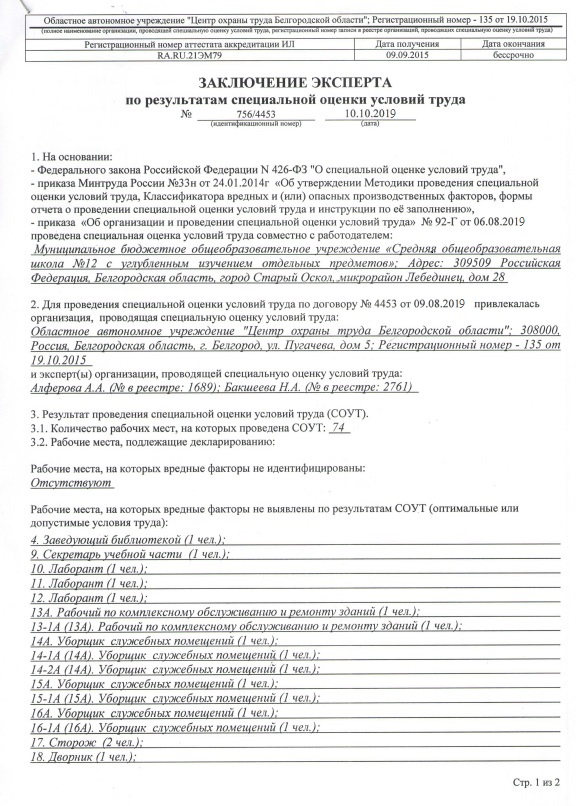 Областное автономное учреждение "Центр охраны труда Белгородской области"; Регистрационный номер - 135 от 19.10.2015
(полное наименование организации, проводящей специальную оценку условий труда, регистрационный номер записи в реестре организаций, проводящих специальную оценку условий труда)
Регистрационный номер аттестата аккредитации ИЛ Дата получения Дата окончания
RA.RU.21ЭМ79 09.09.2015 бессрочно
ЗАКЛЮЧЕНИЕ ЭКСПЕРТА
по результатам специальной оценки условий труда
№ 756/4453 10.10.2019
(идентификационный номер) (дата)
1. На основании:
- Федерального закона Российской Федерации N 426-ФЗ "О специальной оценке условий труда",
- приказа Минтруда России №33н от 24.01.2014г «Об утверждении Методики проведения специальной
оценки условий труда, Классификатора вредных и (или) опасных производственных факторов, формы
отчета о проведении специальной оценки условий труда и инструкции по её заполнению»,
- приказа «Об организации и проведении специальной оценки условий труда» № 92-Г от 06.08.2019
проведена специальная оценка условий труда совместно с работодателем:
Муниципальное бюджетное общеобразовательное учреждение «Средняя общеобразовательная
школа №12 с углубленным изучением отдельных предметов»; Адрес: 309509 Российская
Федерация, Белгородская область, город Старый Оскол, микрорайон Лебединец, дом 28
2. Для проведения специальной оценки условий труда по договору № 4453 от 09.08.2019 привлекалась
организация, проводящая специальную оценку условий труда:
Областное автономное учреждение "Центр охраны труда Белгородской области"; 308000,
Россия, Белгородская область, г. Белгород, ул. Пугачева, дом 5; Регистрационный номер - 135 от
19.10.2015
и эксперт(ы) организации, проводящей специальную оценку условий труда:
Алферова А.А. (№ в реестре: 1689); Бакшеева Н.А. (№ в реестре: 2761)
3. Результат проведения специальной оценки условий труда (СОУТ).
3.1. Количество рабочих мест, на которых проведена СОУТ: 74
3.2. Рабочие места, подлежащие декларированию:
Рабочие места, на которых вредные факторы не идентифицированы:
Отсутствуют
Рабочие места, на которых вредные факторы не выявлены по результатам СОУТ (оптимальные или
допустимые условия труда):
4. Заведующий библиотекой (1 чел.);
9. Секретарь учебной части (1 чел.);
10. Лаборант (1 чел.);
11. Лаборант (1 чел.);
12. Лаборант (1 чел.);
13А. Рабочий по комплексному обслуживанию и ремонту зданий (1 чел.);
13-1А (13А). Рабочий по комплексному обслуживанию и ремонту зданий (1 чел.);
14А. Уборщик служебных помещений (1 чел.);
14-1А (14А). Уборщик служебных помещений (1 чел.);
14-2А (14А). Уборщик служебных помещений (1 чел.);
15А. Уборщик служебных помещений (1 чел.);
15-1А (15А). Уборщик служебных помещений (1 чел.);
16А. Уборщик служебных помещений (1 чел.);
16-1А (16А). Уборщик служебных помещений (1 чел.);
17. Сторож (2 чел.);
18. Дворник (1 чел.);
Стр. 1 из 2